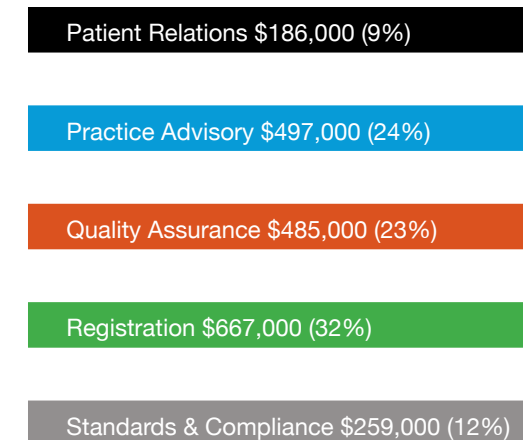 Patient Relations $186,000 (9%)
Practice Advisory $497,000 (24%)
Quality Assurance $485,000 (23%)
Registration $667,000 (32%)
Standards & Compliance $259,000 (12%)